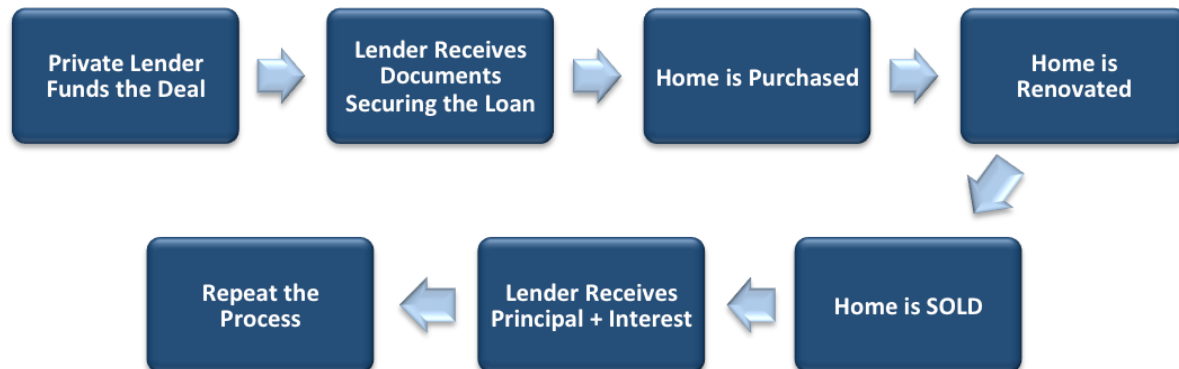 Private Lender
Funds the Deal
Lender Receives
Documents
Securing the Loan
Home is Purchased
Home is
Renovated
Home is SOLD
Lender Receives
Principal + Interest
Repeat the
Process